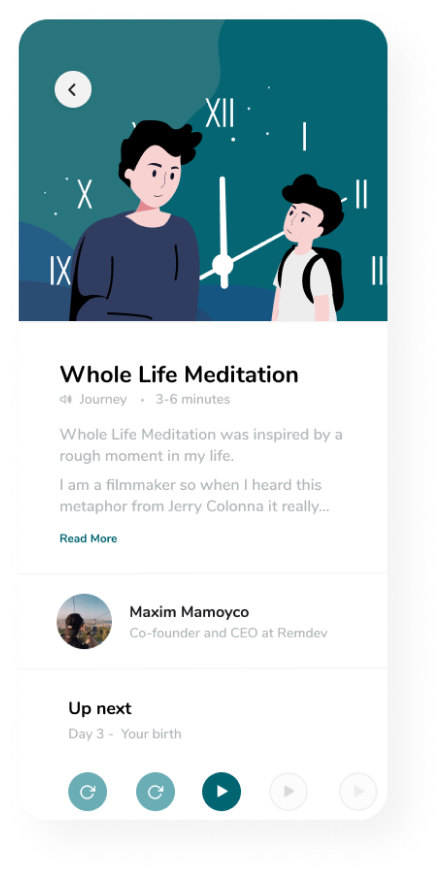 XII
I
X
II
IX
III
Whole Life Meditation
Journey • 3-6 minutes
Whole Life Meditation was inspired by a
rough moment in my life.
I am a filmmaker so when I heard this
metaphor from Jerry Colonna it really...
Read More
Maxim Mamoyco
Co-founder and CEO at Remdev
Up next
Day 3 - Your birth